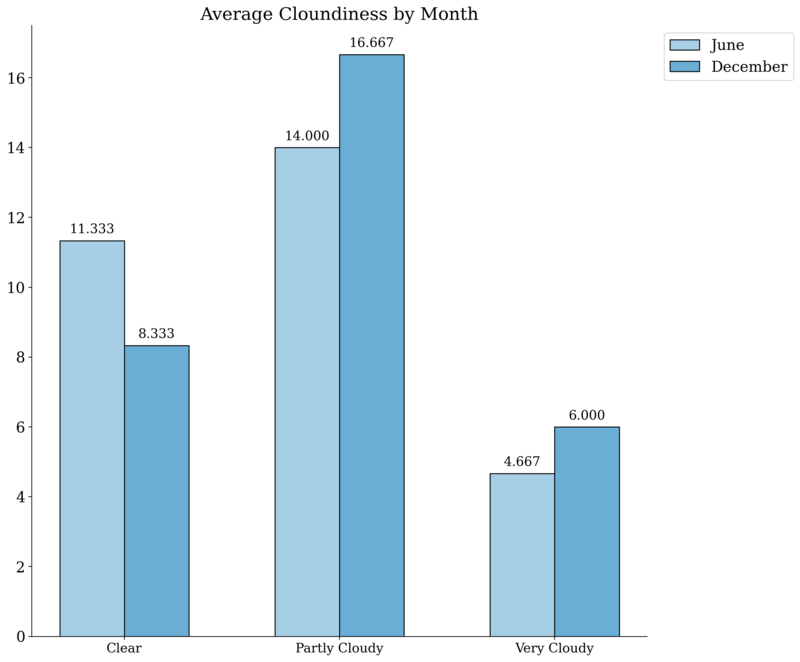 Average Cloundiness by Month
June
December
16
14
12
10
8
6
4
2
0
11.333
8.333
14.000
16.667
4.667
6.000
Clear
Partly Cloudy
Very Cloudy